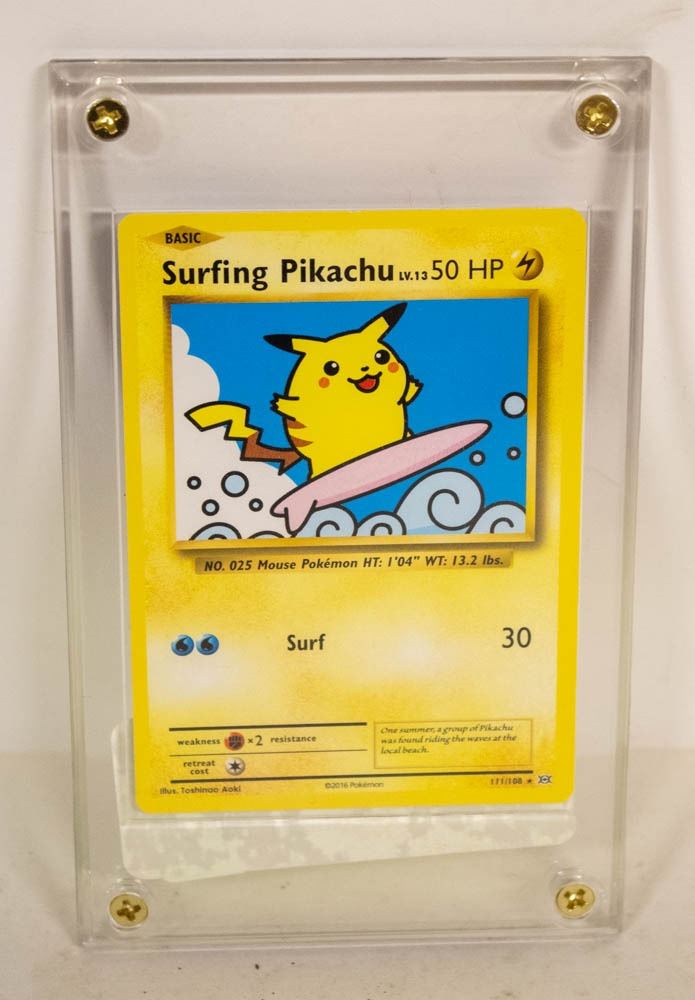 BASIC
Surfing Pikachu LV.13 50 HP
NO. 025 Mouse Pokémon HT: 1'04" WT: 13.2 lbs.
Surf 30
weakness ×2 resistance
One summer, a group of Pikachu
was found riding the waves at the
local beach.
retreat
cost
Illus. Toshinao Aoki
©2016 Pokémon
111/108 ★